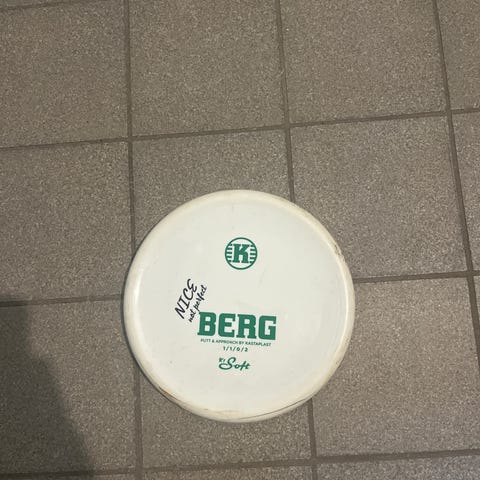 K
NICE
not perfect
BERG
PUTT & APPROACH BY KASTAPLAST
1/1/0/2
K1 Soft